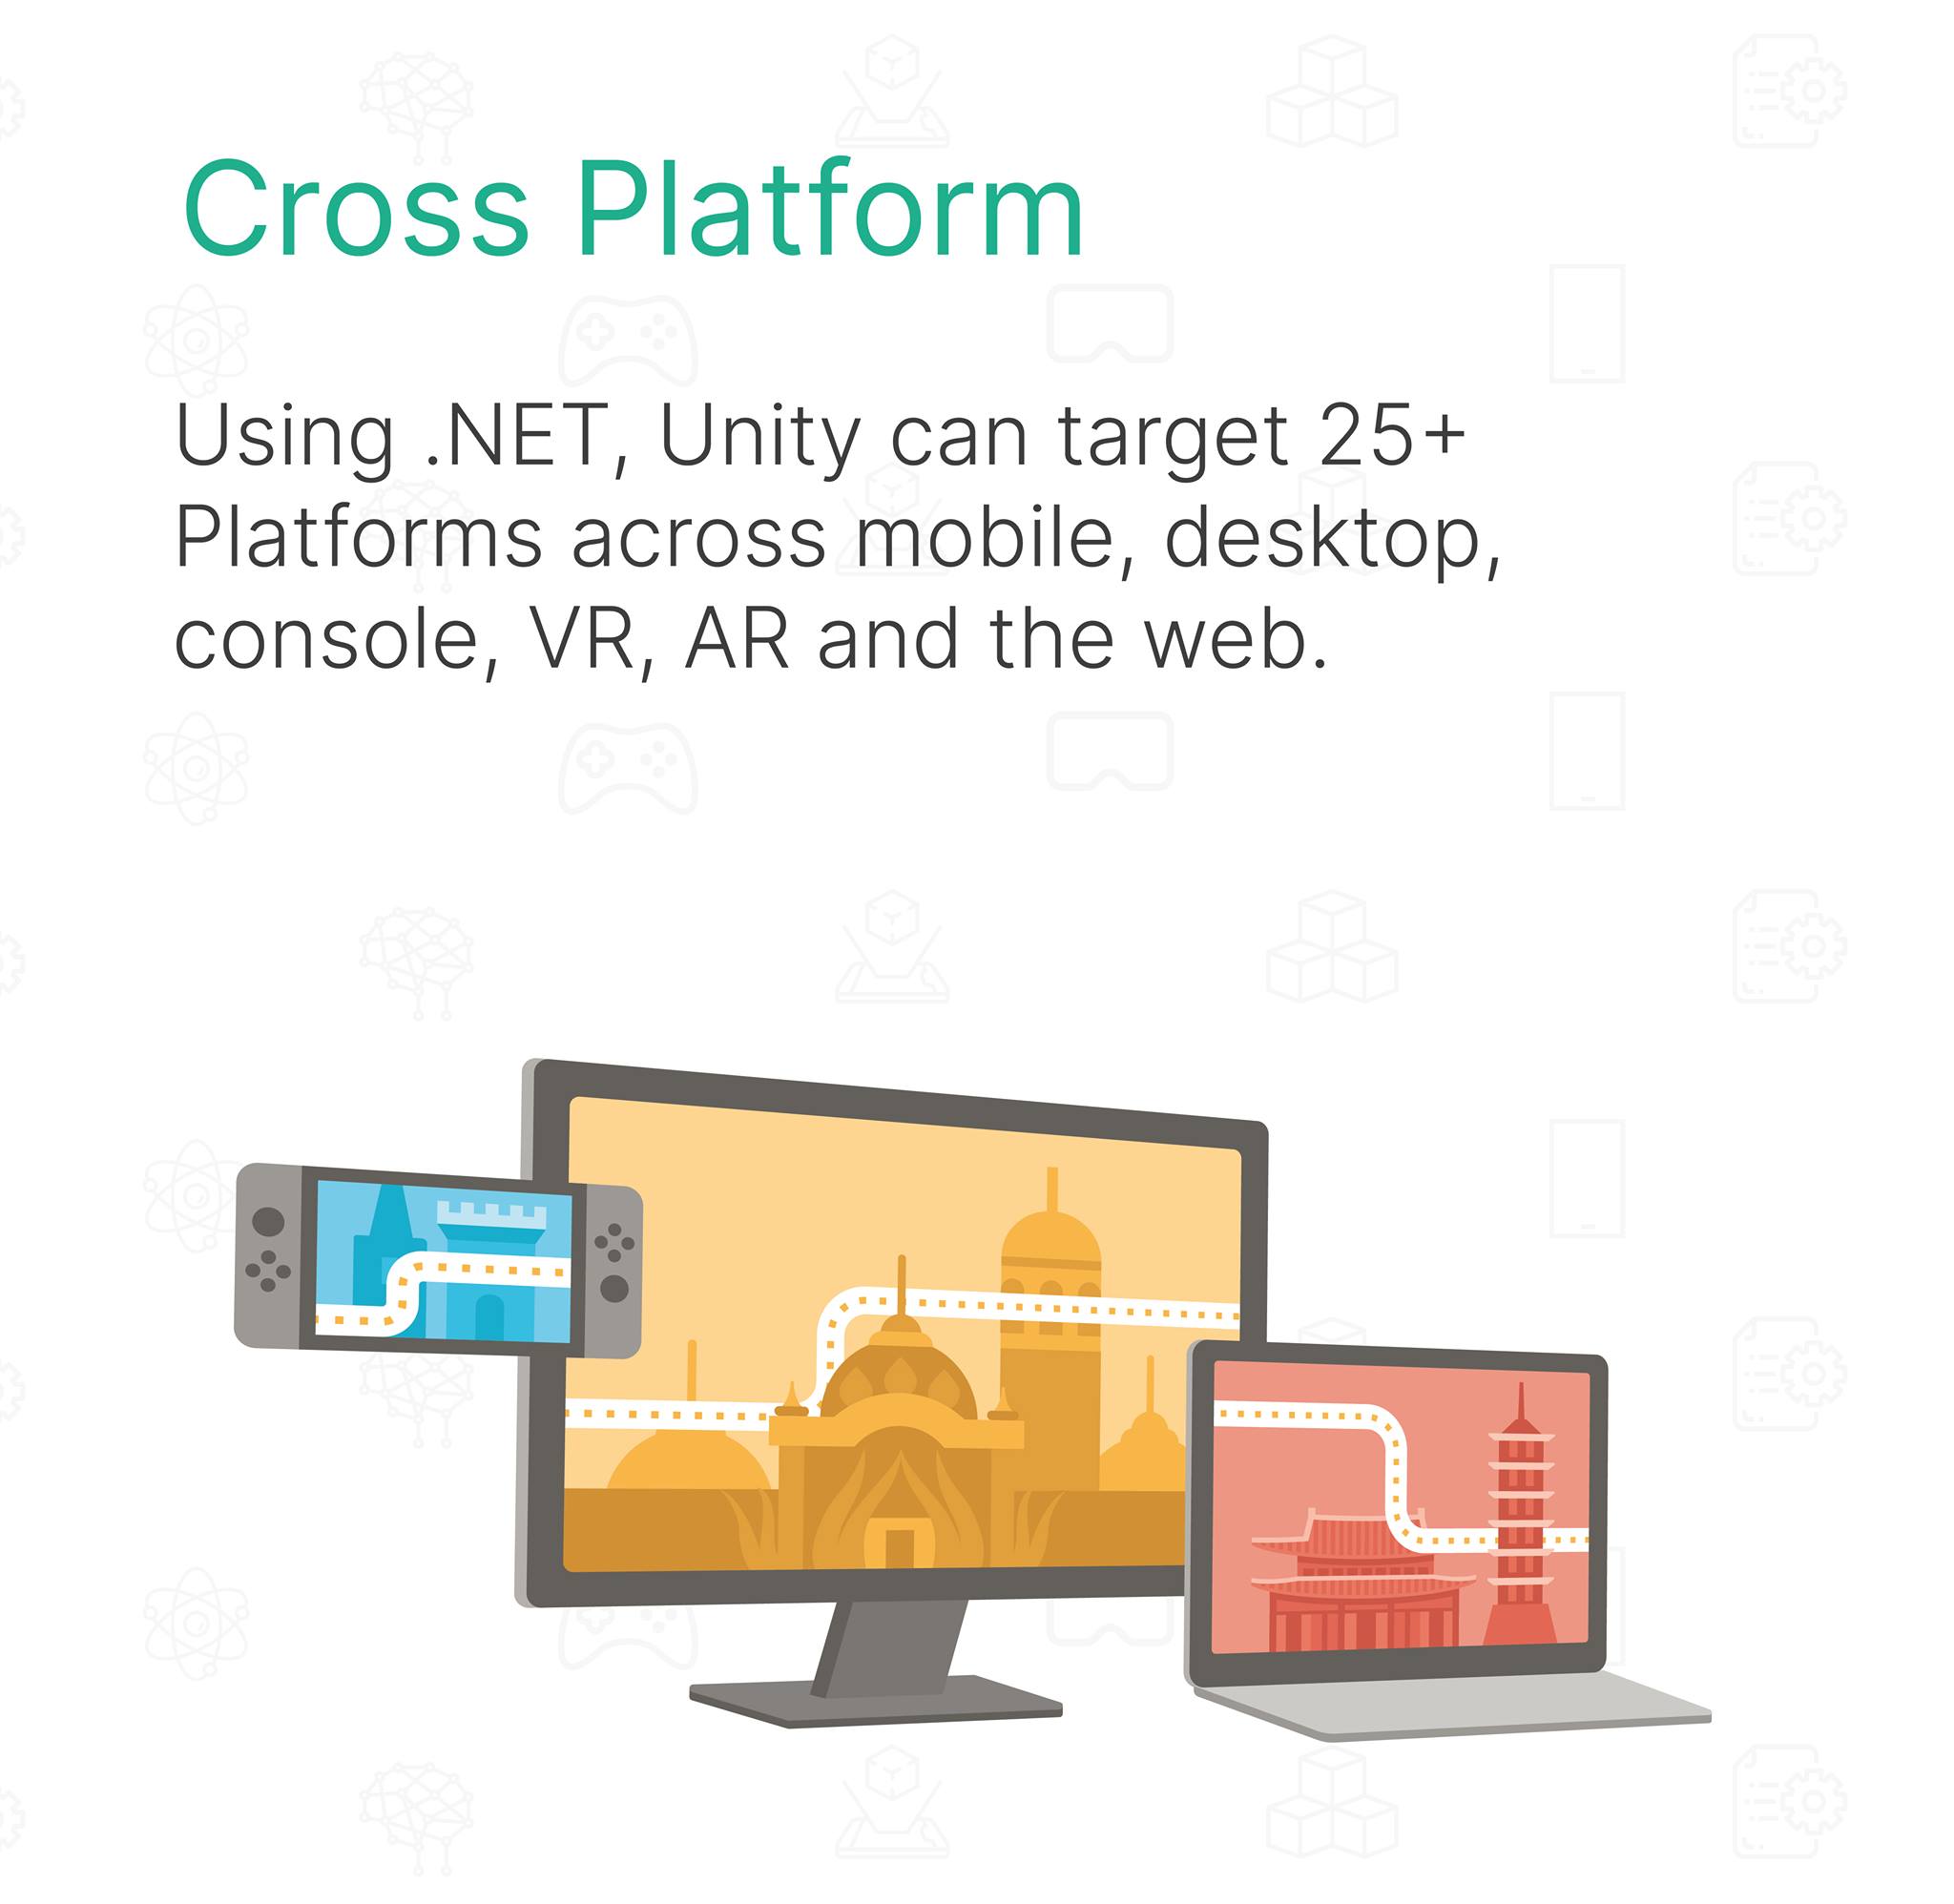 Cross Platform
Using .NET, Unity can target 25+
Platforms across mobile, desktop,
console, VR, AR and the web.